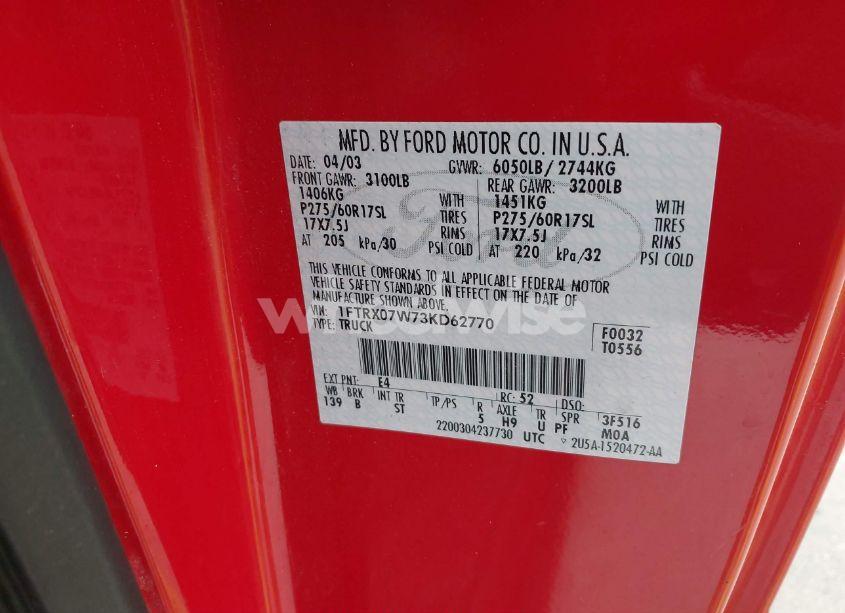 MFD. BY FORD MOTOR CO. IN U.S.A.
DATE: 04/03 GVWR: 6050LB/ 2744KG
FRONT GAWR: 3100LB REAR GAWR: 3200LB
1406KG WITH 1451KG WITH
P275/60R17SL TIRES P275/60R17SL TIRES
17X7.5J RIMS 17X7.5J RIMS
AT 205 kPa/30 PSI COLD AT 220 kPa/32 PSI COLD
THIS VEHICLE CONFORMS TO ALL APPLICABLE FEDERAL MOTOR
VEHICLE SAFETY STANDARDS IN EFFECT ON THE DATE OF
MANUFACTURE SHOWN ABOVE.
VIN: 1FTRX07W73KD62770 F0032
TYPE: TRUCK T0556
EXT PNT: E4 RC: 52 DSO:
WB BRK INT TR TP/PS R AXLE TR SPR 3F516
139 B ST 5 H9 U PF M0A
2200304237730 UTC 2U5A-1520472-AA
Ford